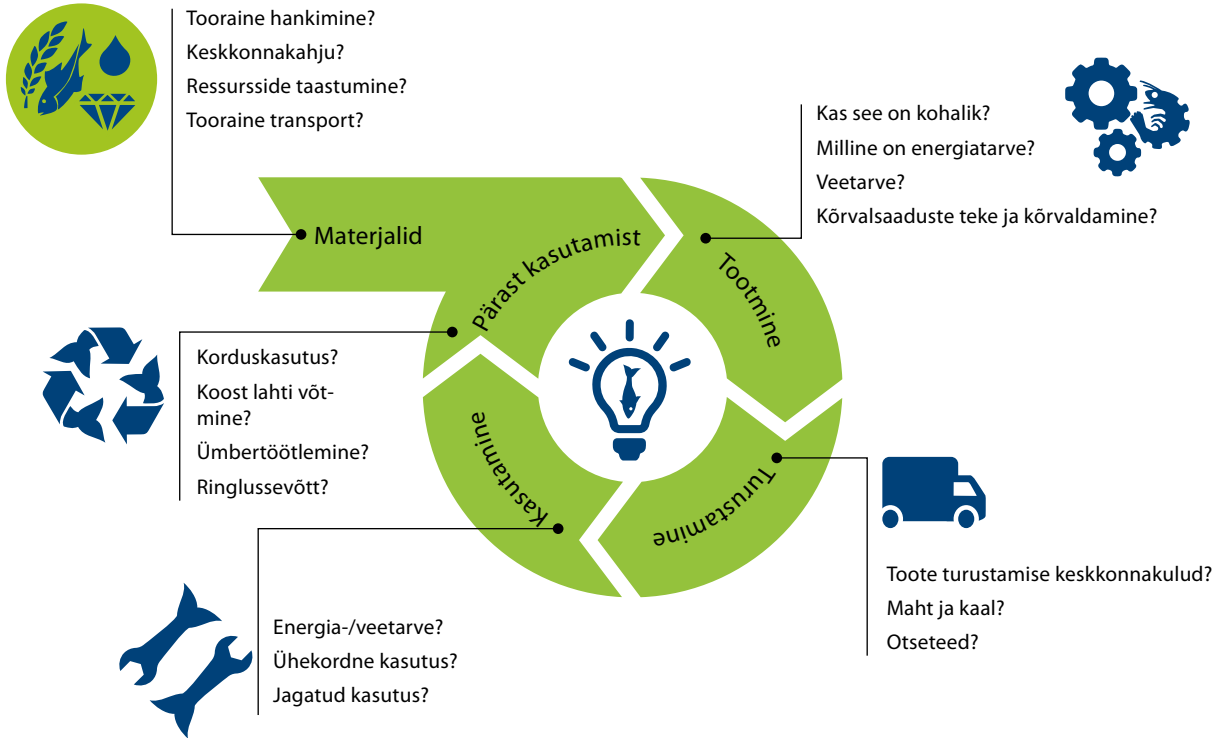 Tooraine hankimine?
Keskkonnakahju?
Ressursside taastumine?
Tooraine transport?
Materjalid
Kas see on kohalik?
Milline on energiatarve?
Veetarve?
Kõrvalsaaduste teke ja kõrvaldamine?
Tootmine
Toote turustamise keskkonnakulud?
Maht ja kaal?
Otseteed?
Turustamine
Energia-/veetarve?
Ühekordne kasutus?
Jagatud kasutus?
Kasutamine
Korduskasutus?
Koost lahti võt-
mine?
Ümbertöötlemine?
Ringlussevõtt?
Pärast kasutamist